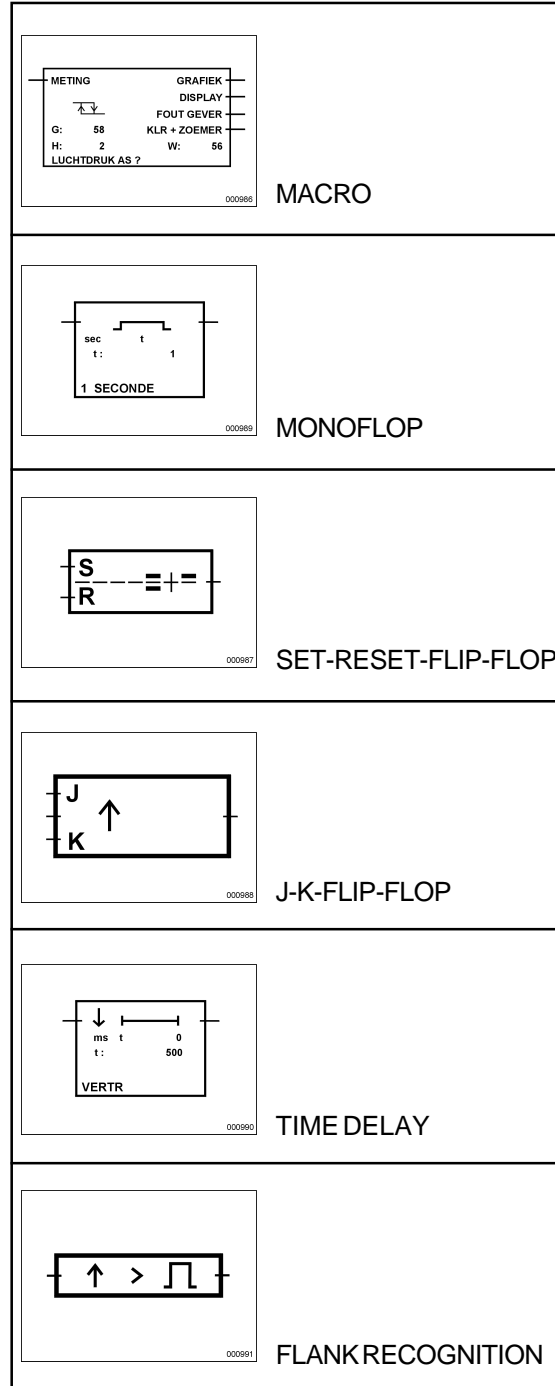 METING GRAFIEK
DISPLAY
FOUT GEVER
G: 58 KLR + ZOEMER
H: 2 W: 56
LUCHTDRUK AS ?
000986
MACRO
sec t
t : 1
1 SECONDE
000989
MONOFLOP
S
R
000987
SET-RESET-FLIP-FLOP
J
K
000988
J-K-FLIP-FLOP
ms t 0
t : 500
VERTR
000990
TIME DELAY
>
000991
FLANK RECOGNITION